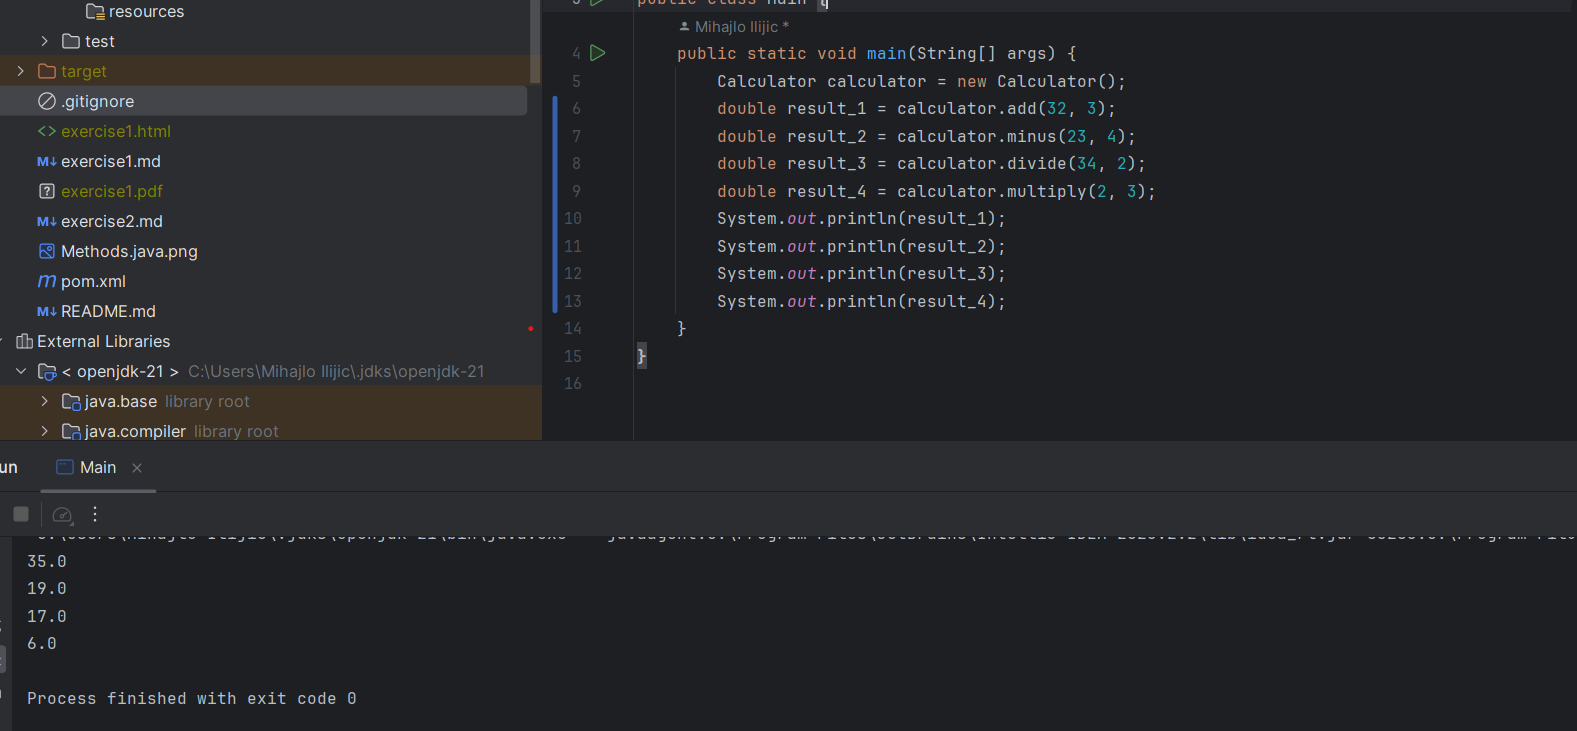 resources
test
target
.gitignore
exercise1.html
M↓ exercise1.md
? exercise1.pdf
M↓ exercise2.md
Methods.java.png
m pom.xml
M↓ README.md
External Libraries
< openjdk-21 > C:\Users\Mihajlo Ilijic\.jdks\openjdk-21
java.base library root
java.compiler library root
3 public class Main {
Mihajlo Ilijic *
4 public static void main(String[] args) {
5 Calculator calculator = new Calculator();
6 double result_1 = calculator.add(32, 3);
7 double result_2 = calculator.minus(23, 4);
8 double result_3 = calculator.divide(34, 2);
9 double result_4 = calculator.multiply(2, 3);
10 System.out.println(result_1);
11 System.out.println(result_2);
12 System.out.println(result_3);
13 System.out.println(result_4);
14 }
15 }
16
un Main
35.0
19.0
17.0
6.0
Process finished with exit code 0